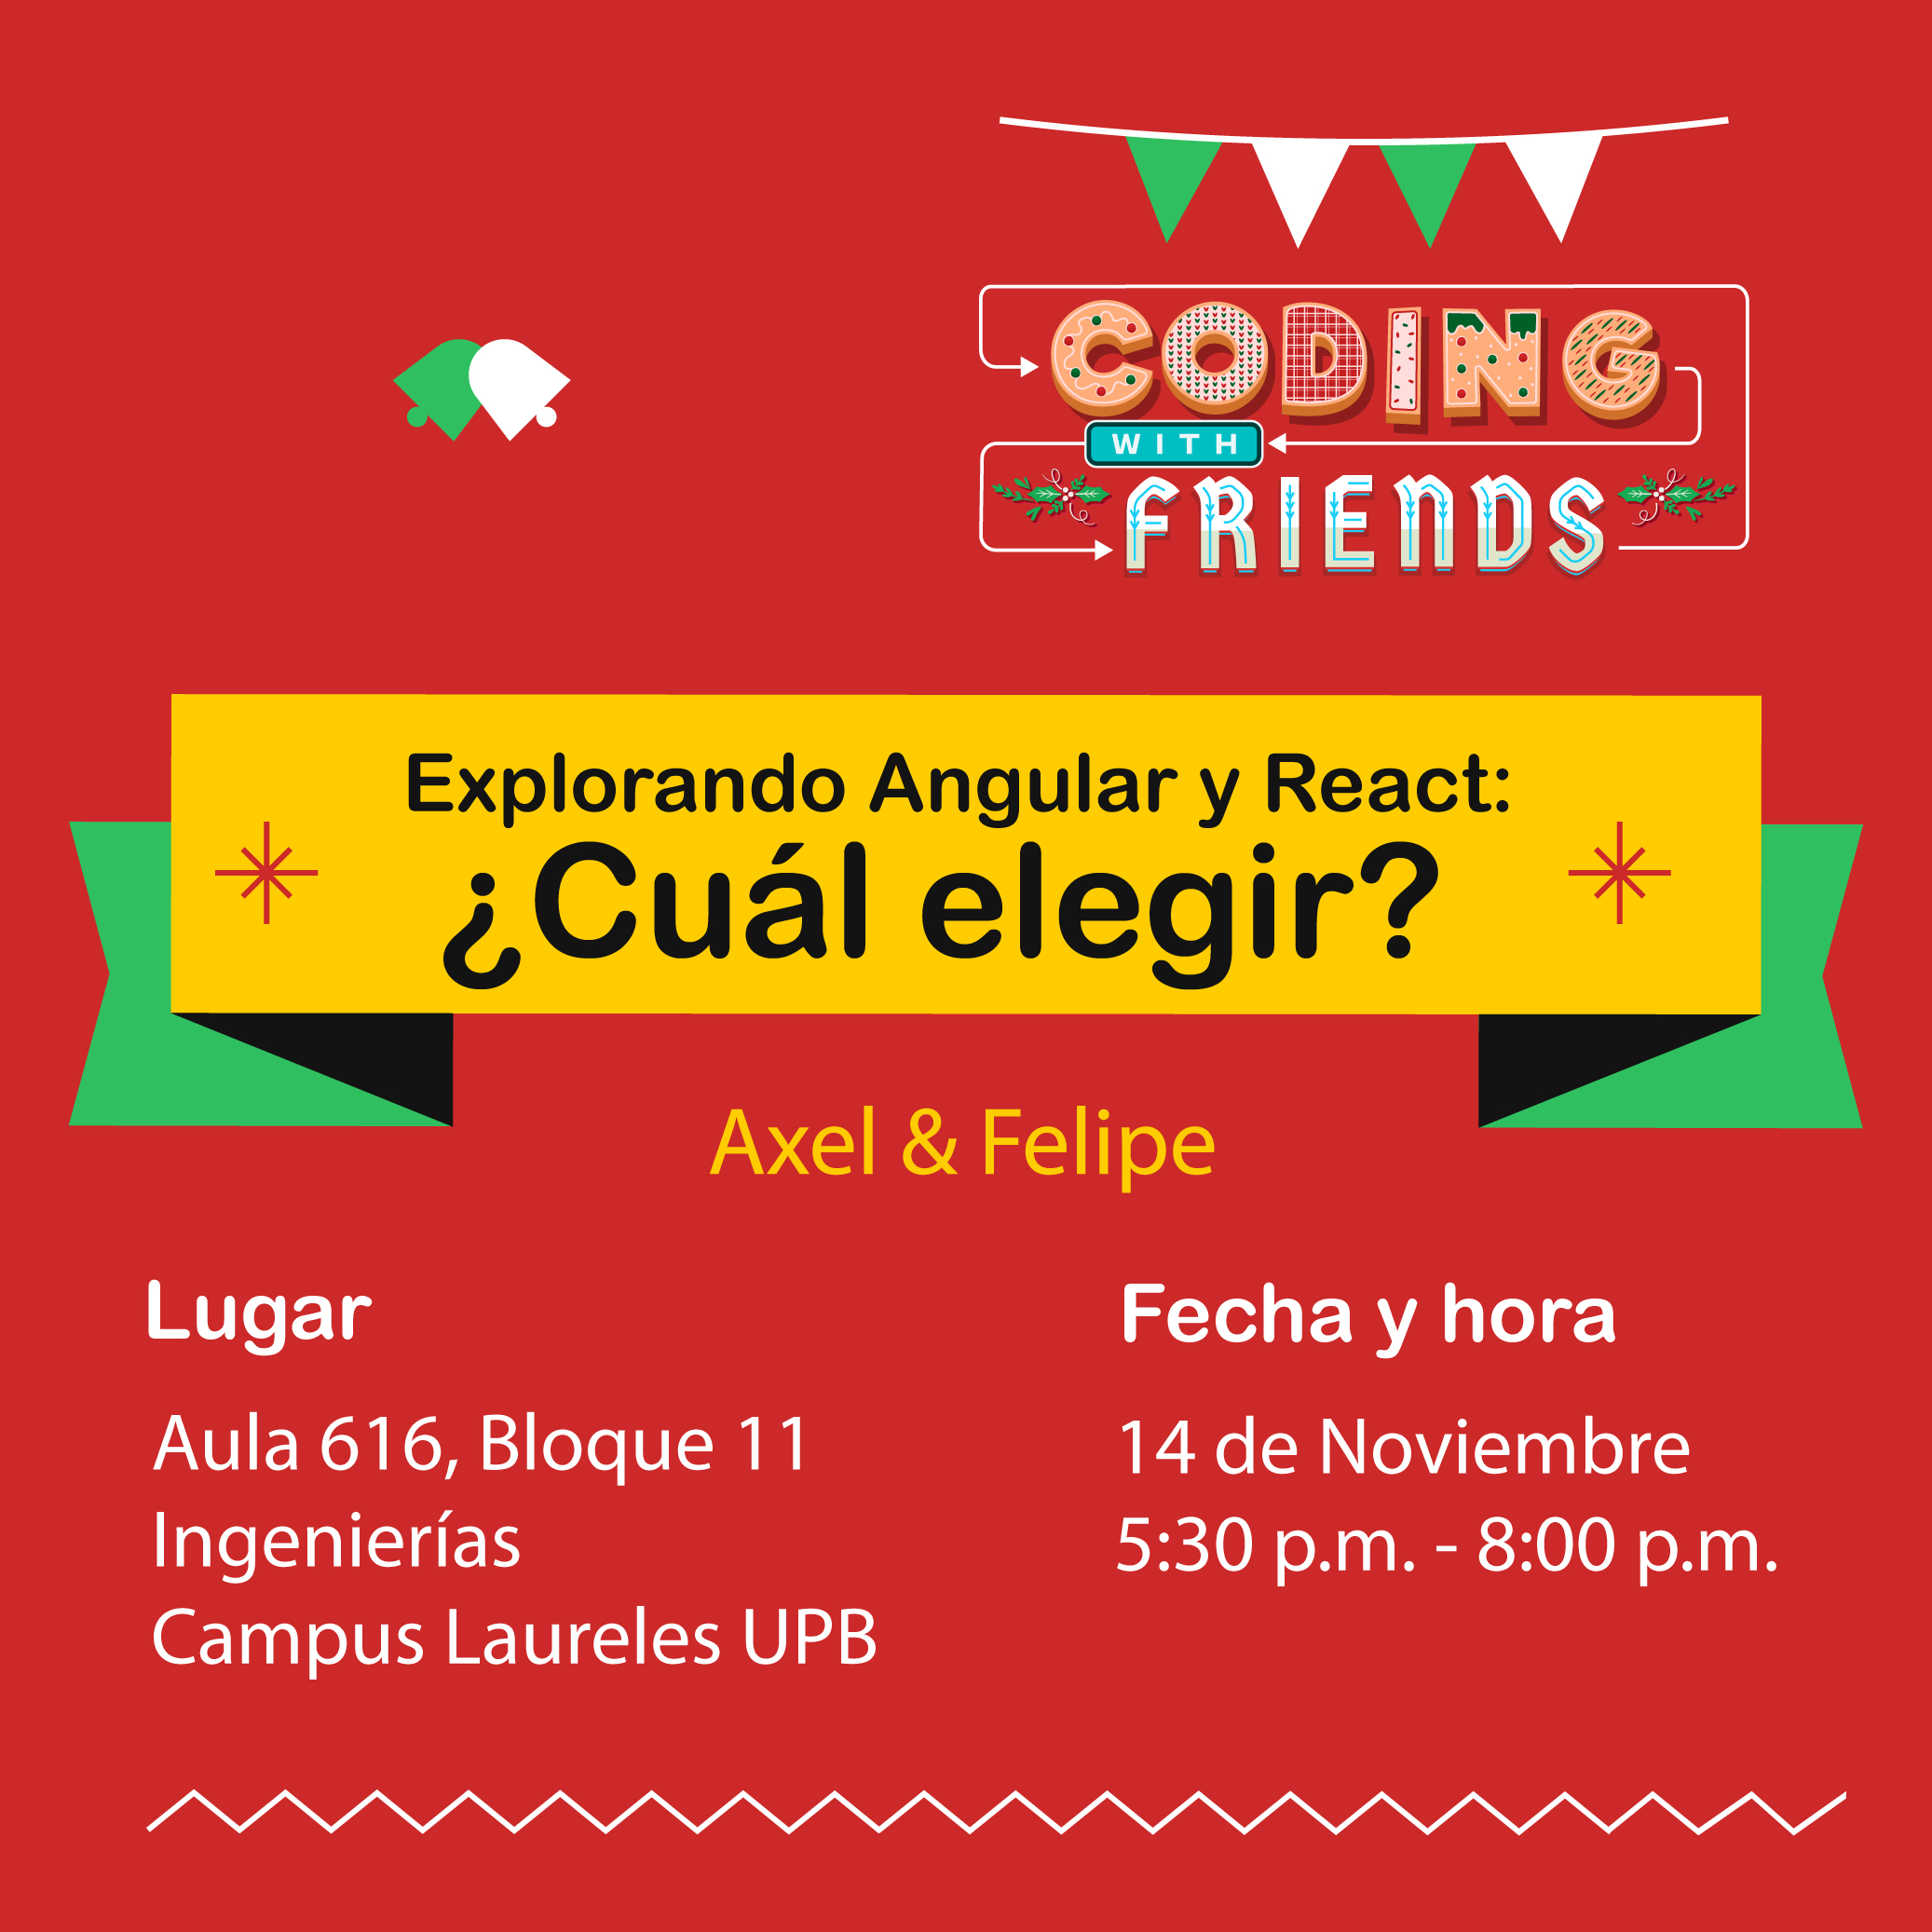 CODING
WITH
FRIENDS
Explorando Angular y React:
¿Cuál elegir?
Axel & Felipe
Lugar
Aula 616, Bloque 11
Ingenierías
Campus Laureles UPB
Fecha y hora
14 de Noviembre
5:30 p.m. - 8:00 p.m.